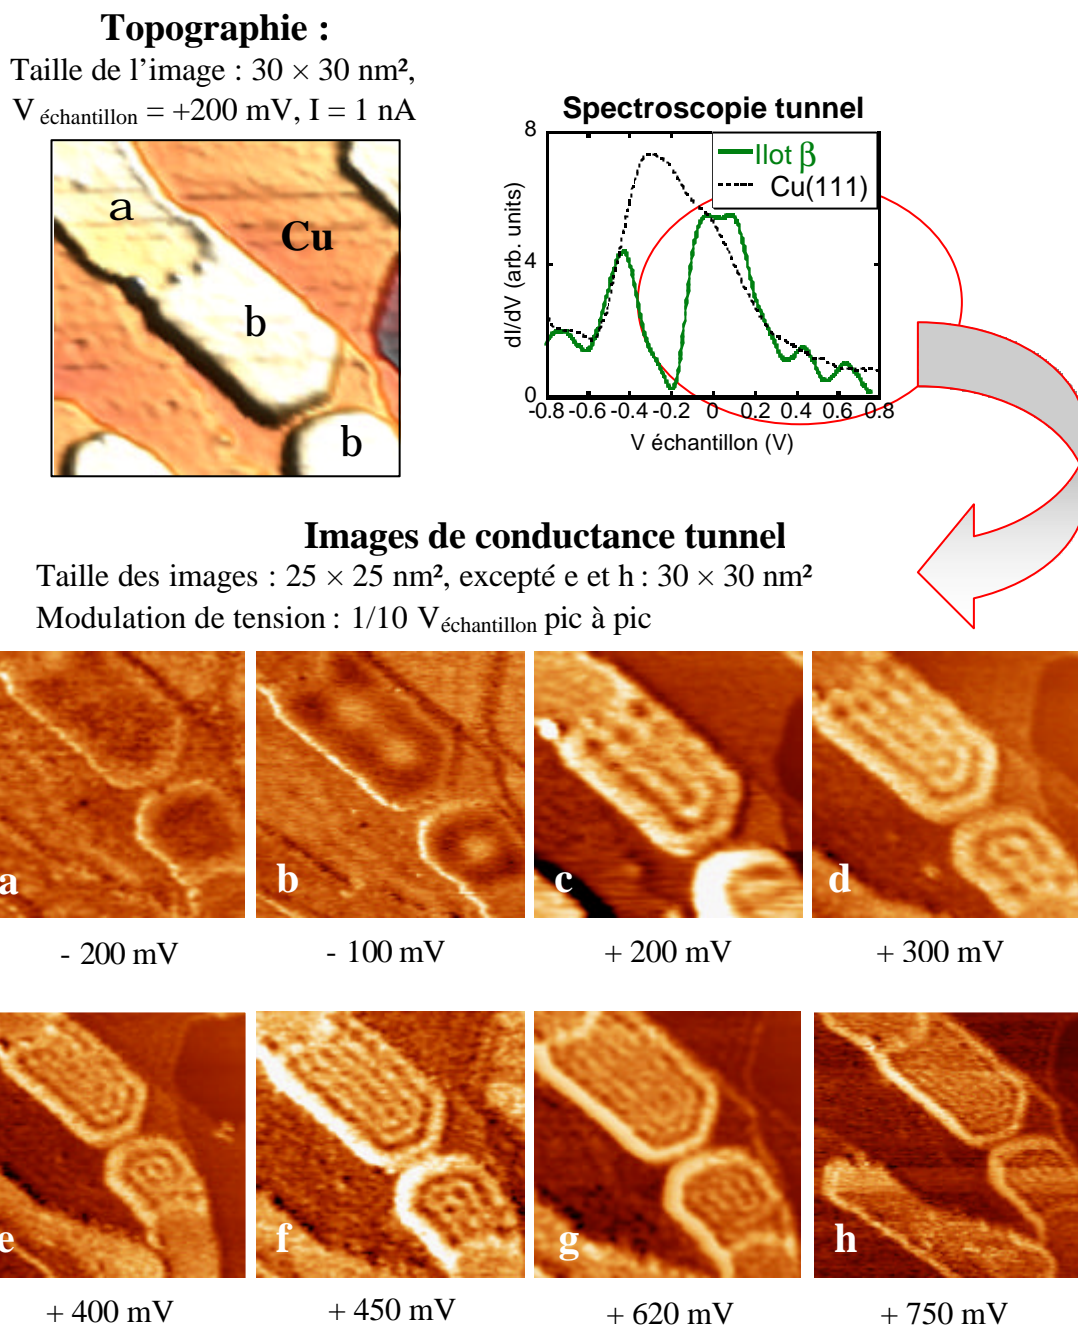 Topographie :
Taille de l'image : 30 × 30 nm²,
V échantillon = +200 mV, I = 1 nA
a
Cu
b
b
Spectroscopie tunnel
8
4
0
dI/dV (arb. units)
Ilot β
Cu(111)
-0.8 -0.6 -0.4 -0.2 0 0.2 0.4 0.6 0.8
V échantillon (V)
Images de conductance tunnel
Taille des images : 25 × 25 nm², excepté e et h : 30 × 30 nm²
Modulation de tension : 1/10 Véchantillon pic à pic
a b c d
- 200 mV - 100 mV + 200 mV + 300 mV
e f g h
+ 400 mV + 450 mV + 620 mV + 750 mV